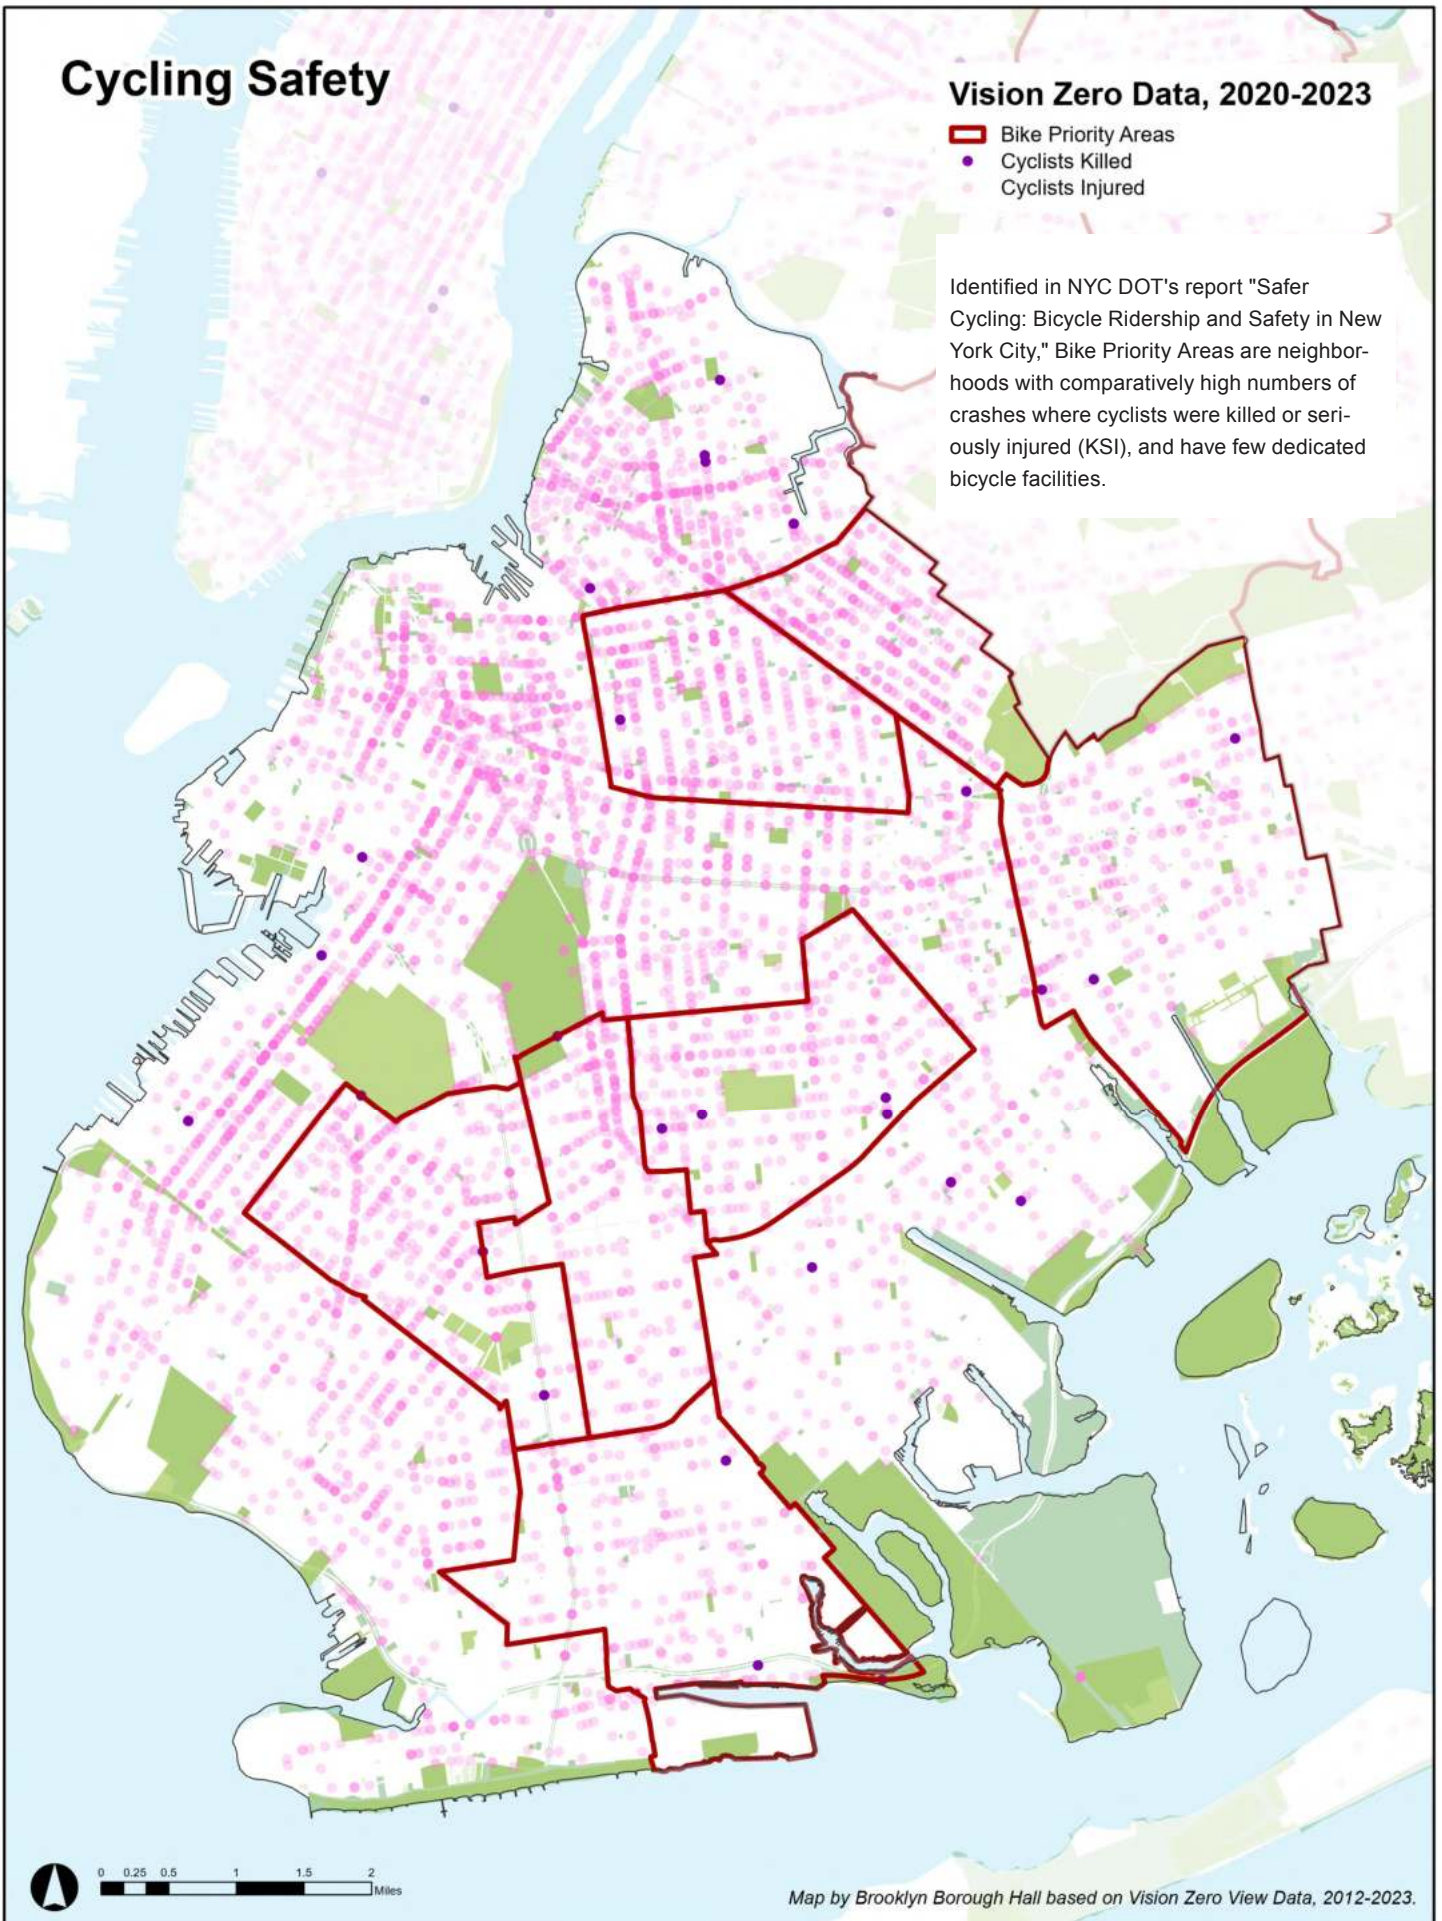 Cycling Safety
Vision Zero Data, 2020-2023
Bike Priority Areas
Cyclists Killed
Cyclists Injured
Identified in NYC DOT's report "Safer
Cycling: Bicycle Ridership and Safety in New
York City," Bike Priority Areas are neighbor-
hoods with comparatively high numbers of
crashes where cyclists were killed or seri-
ously injured (KSI), and have few dedicated
bicycle facilities.
0 0.25 0.5 1 1.5 2
Miles
Map by Brooklyn Borough Hall based on Vision Zero View Data, 2012-2023.